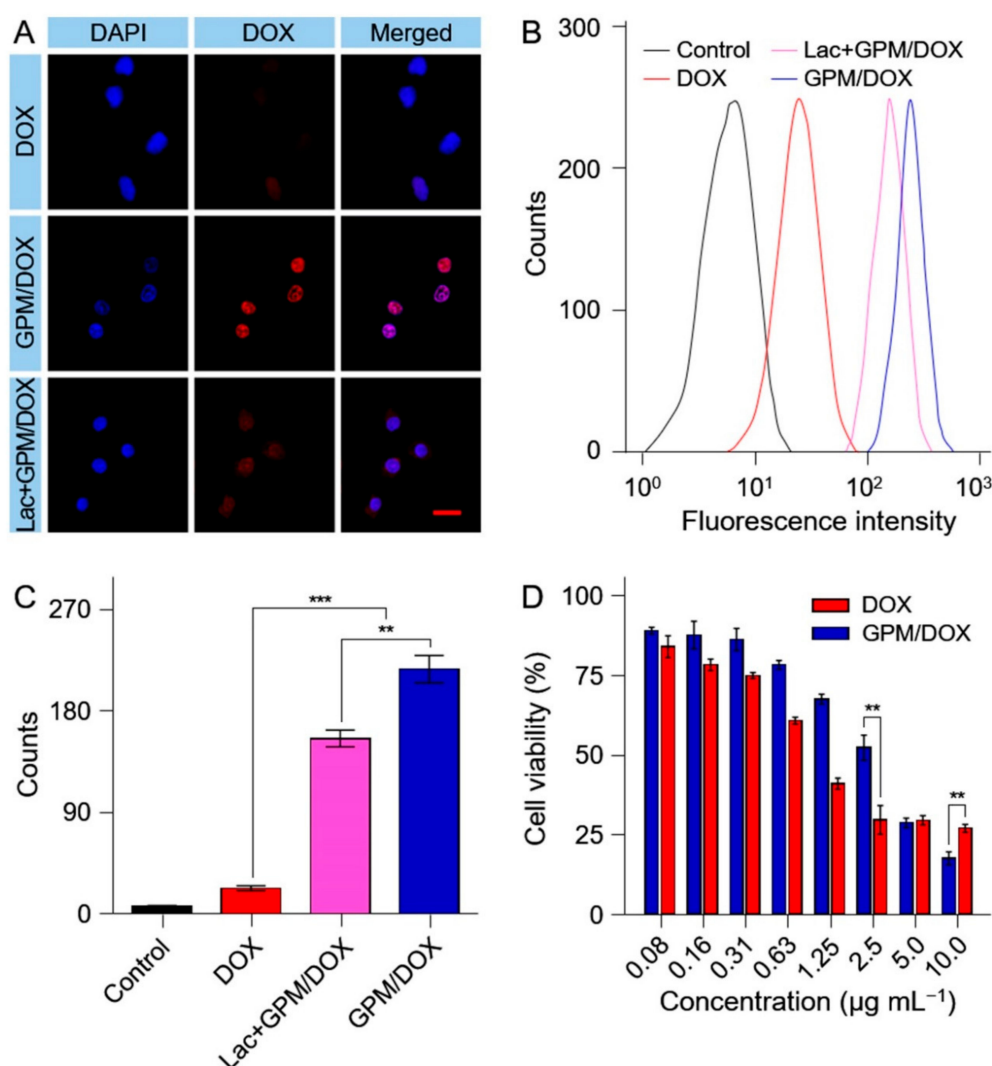 A
DAPI
DOX
Merged
DOX
GPM/DOX
Lac+GPM/DOX
B
Control
Lac+GPM/DOX
DOX
GPM/DOX
300
200
100
0
Counts
10⁰
10¹
10²
10³
Fluorescence intensity
C
270
180
90
0
Counts
***
**
Control
DOX
Lac+GPM/DOX
GPM/DOX
D
DOX
GPM/DOX
100
75
50
25
0
Cell viability (%)
**
**
0.08
0.16
0.31
0.63
1.25
2.5
5.0
10.0
Concentration (µg mL⁻¹)